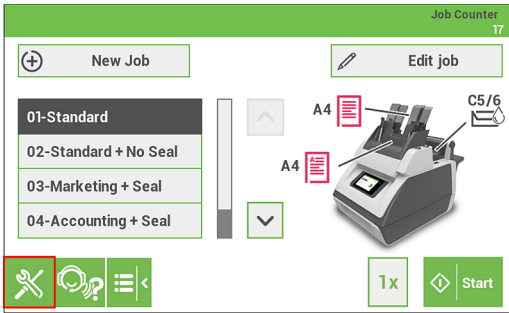 Job Counter
17
New Job
Edit job
01-Standard
02-Standard + No Seal
03-Marketing + Seal
04-Accounting + Seal
A4
C5/6
A4
1x
Start